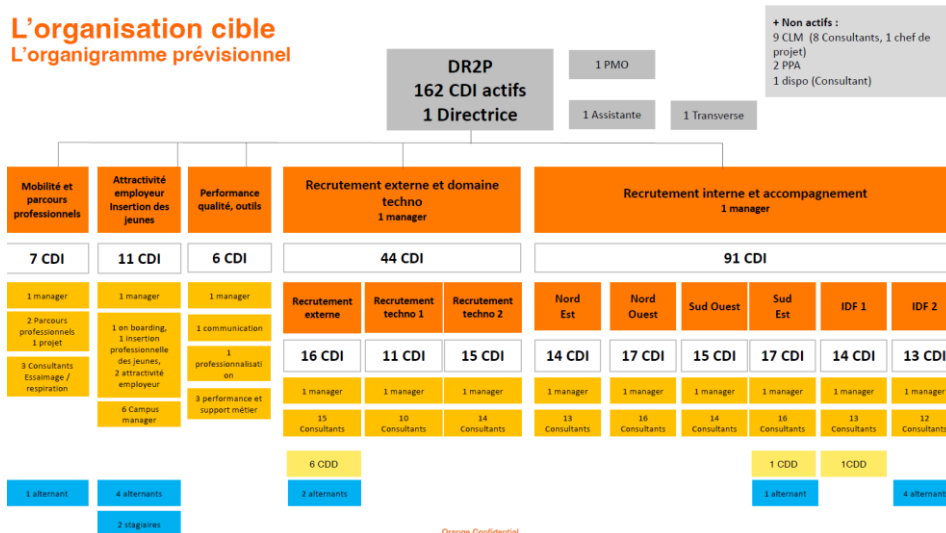 L'organisation cible
L'organigramme prévisionnel
+ Non actifs :
9 CLM (8 Consultants, 1 chef de
projet)
2 PPA
1 dispo (Consultant)
DR2P
162 CDI actifs
1 Directrice
1 PMO
1 Assistante
1 Transverse
Mobilité et
parcours
professionnels
Attractivité
employeur
Insertion des
jeunes
Performance
qualité, outils
Recrutement externe et domaine
techno
1 manager
Recrutement interne et accompagnement
1 manager
7 CDI
11 CDI
6 CDI
44 CDI
91 CDI
1 manager
2 Parcours
professionnels
1 projet
3 Consultants
Essaimage /
respiration
1 manager
1 on boarding,
1 Insertion
professionnelle
des jeunes,
2 attractivité
employeur
6 Campus
manager
1 manager
1 communication
1
professionnalisati
on
3 performance et
support métier
Recrutement
externe
Recrutement
techno 1
Recrutement
techno 2
Nord
Est
Nord
Ouest
Sud Ouest
Sud
Est
IDF 1
IDF 2
16 CDI
11 CDI
15 CDI
14 CDI
17 CDI
15 CDI
17 CDI
14 CDI
13 CDI
1 manager
1 manager
1 manager
1 manager
1 manager
1 manager
1 manager
1 manager
1 manager
15
Consultants
10
Consultants
14
Consultants
13
Consultants
16
Consultants
14
Consultants
16
Consultants
13
Consultants
12
Consultants
6 CDD
1 CDD
1CDD
1 alternant
4 alternants
2 alternants
1 alternant
4 alternants
2 stagiaires
Orange Confidential